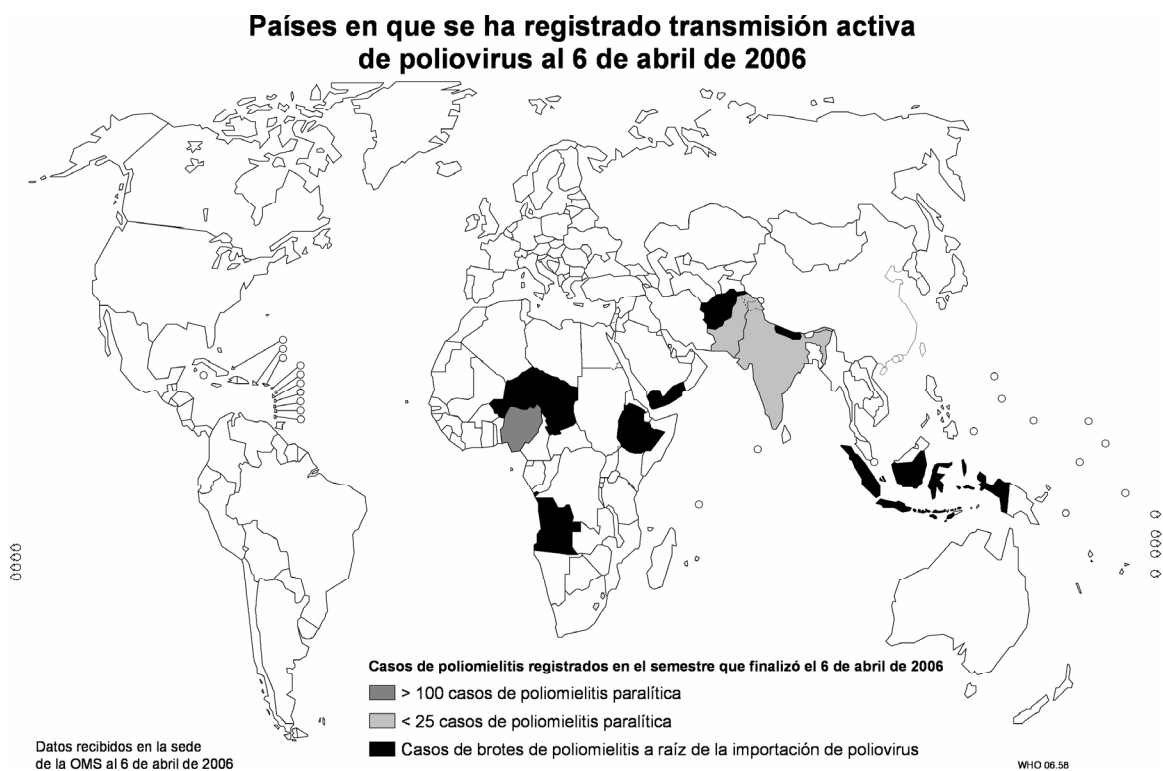 Países en que se ha registrado transmisión activa
de poliovirus al 6 de abril de 2006
Casos de poliomielitis registrados en el semestre que finalizó el 6 de abril de 2006
> 100 casos de poliomielitis paralítica
< 25 casos de poliomielitis paralítica
Casos de brotes de poliomielitis a raíz de la importación de poliovirus
Datos recibidos en la sede
de la OMS al 6 de abril de 2006
WHO 06.58